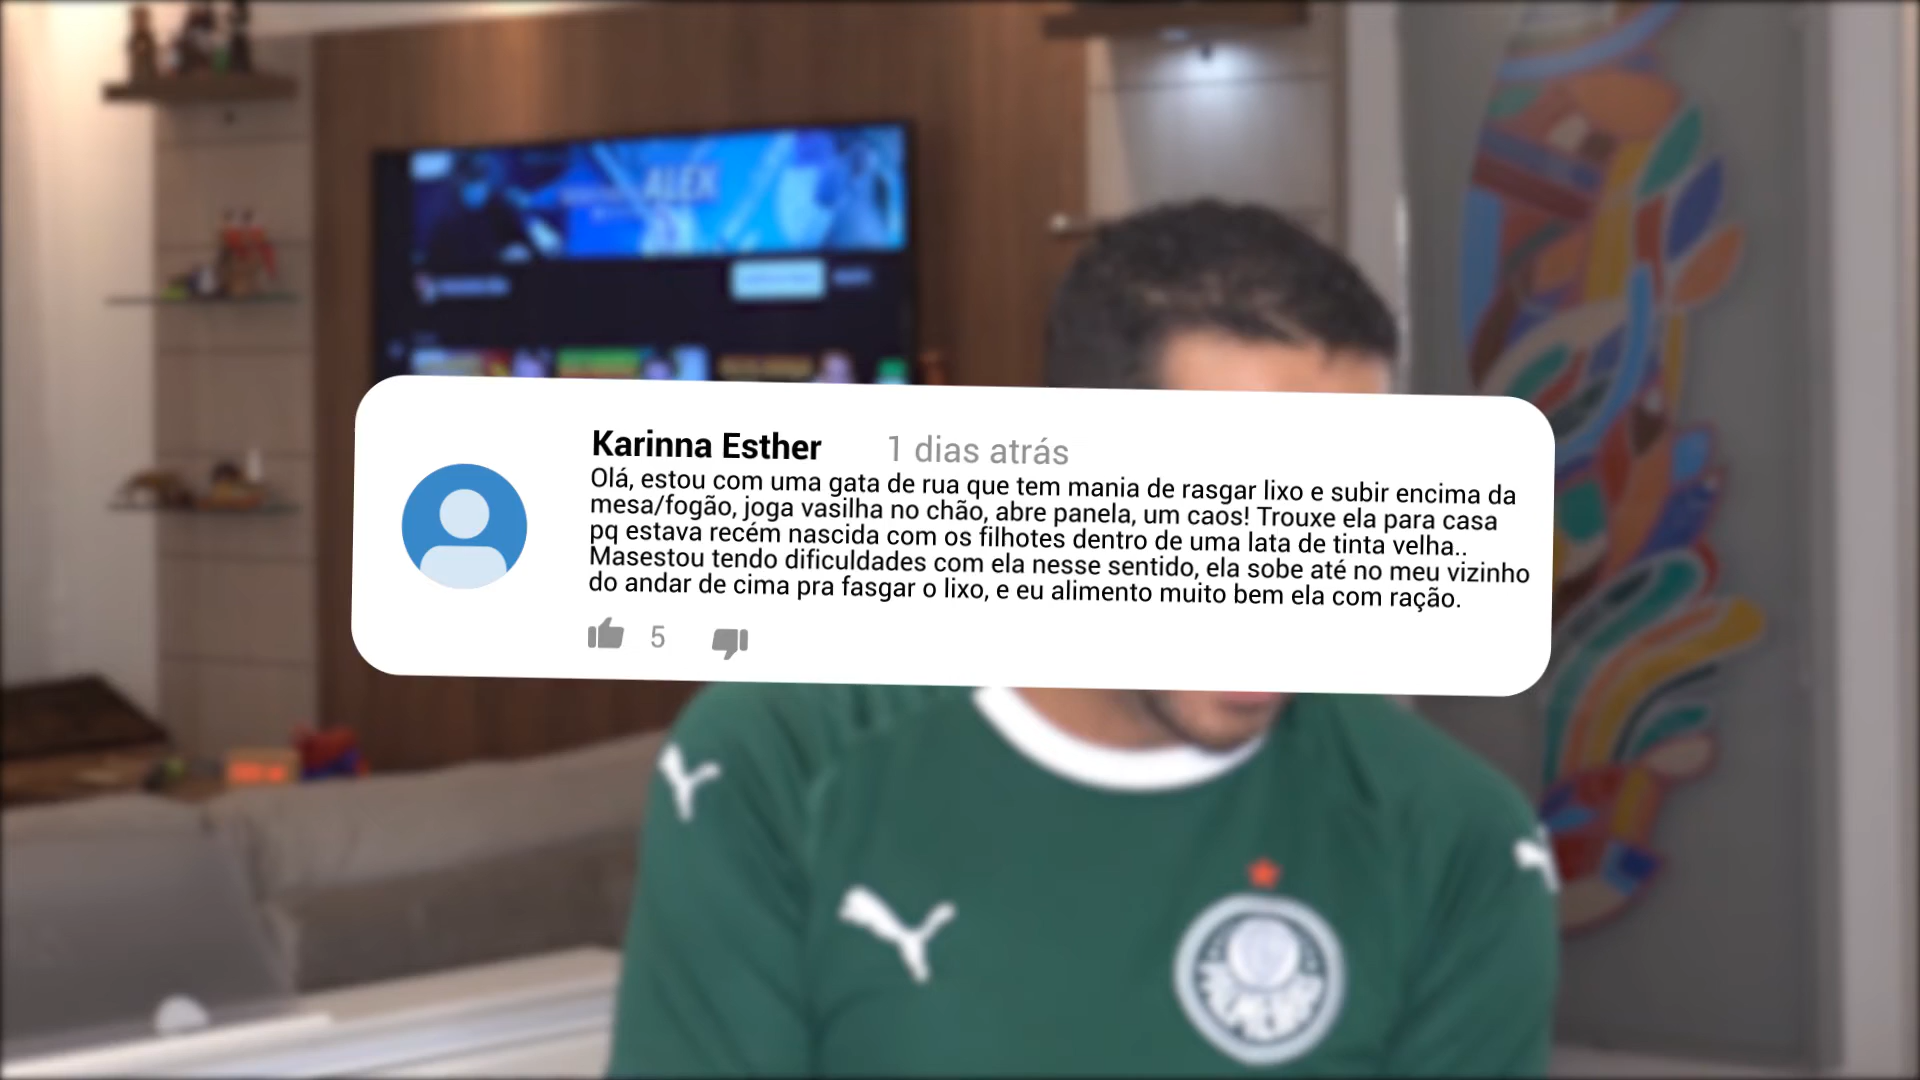 ALEX
Karinna Esther 1 dias atrás
Olá, estou com uma gata de rua que tem mania de rasgar lixo e subir encima da
mesa/fogão, joga vasilha no chão, abre panela, um caos! Trouxe ela para casa
pq estava recém nascida com os filhotes dentro de uma lata de tinta velha..
Masestou tendo dificuldades com ela nesse sentido, ela sobe até no meu vizinho
do andar de cima pra fasgar o lixo, e eu alimento muito bem ela com ração.
5
PALMEIRAS